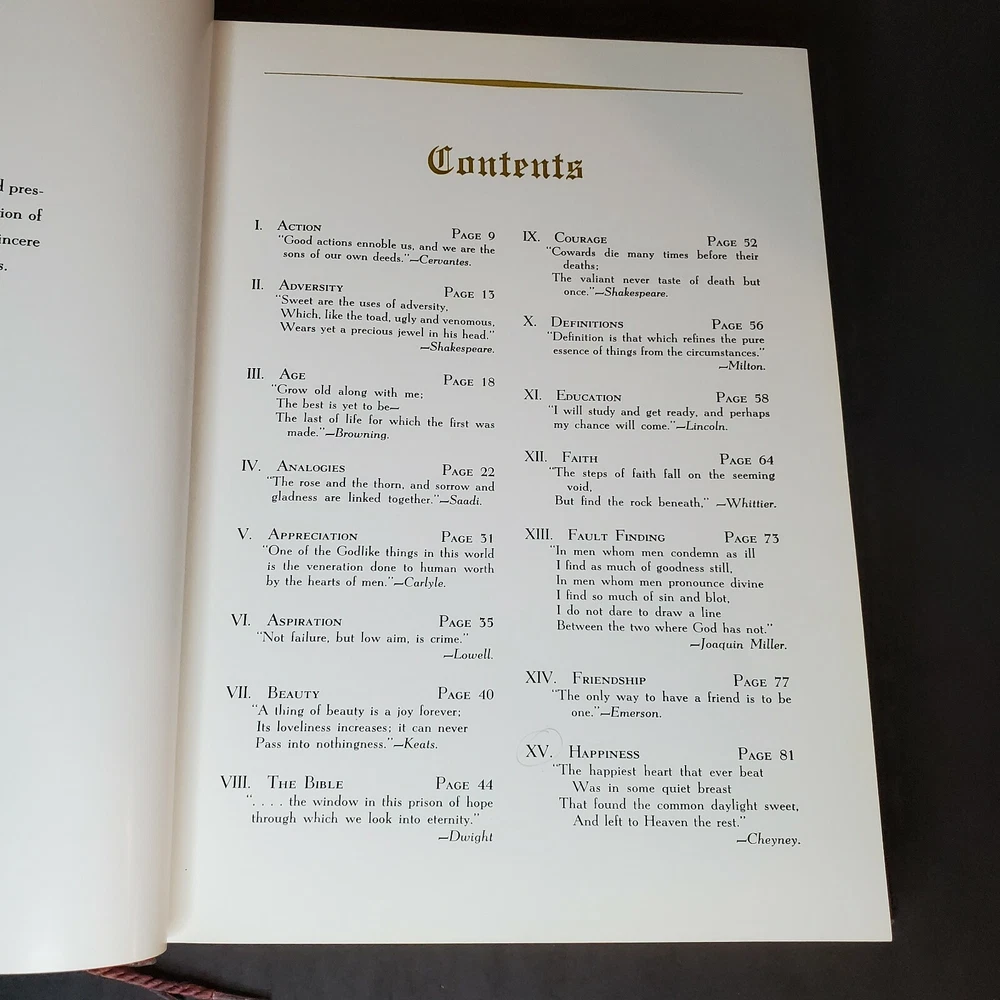 pres-
ion of
incere
s.
Contents
I. ACTION PAGE 9
"Good actions ennoble us, and we are the
sons of our own deeds."—Cervantes.
II. ADVERSITY PAGE 13
"Sweet are the uses of adversity,
Which, like the toad, ugly and venomous,
Wears yet a precious jewel in his head."
—Shakespeare.
III. AGE PAGE 18
"Grow old along with me;
The best is yet to be—
The last of life for which the first was
made."—Browning.
IV. ANALOGIES PAGE 22
"The rose and the thorn, and sorrow and
gladness are linked together."—Saadi.
V. APPRECIATION PAGE 31
"One of the Godlike things in this world
is the veneration done to human worth
by the hearts of men."—Carlyle.
VI. ASPIRATION PAGE 35
"Not failure, but low aim, is crime."
—Lowell.
VII. BEAUTY PAGE 40
"A thing of beauty is a joy forever;
Its loveliness increases; it can never
Pass into nothingness."—Keats.
VIII. THE BIBLE PAGE 44
". . . . the window in this prison of hope
through which we look into eternity."
—Dwight
IX. COURAGE PAGE 52
"Cowards die many times before their
deaths;
The valiant never taste of death but
once."—Shakespeare.
X. DEFINITIONS PAGE 56
"Definition is that which refines the pure
essence of things from the circumstances."
—Milton.
XI. EDUCATION PAGE 58
"I will study and get ready, and perhaps
my chance will come."—Lincoln.
XII. FAITH PAGE 64
"The steps of faith fall on the seeming
void,
But find the rock beneath," —Whittier.
XIII. FAULT FINDING PAGE 73
"In men whom men condemn as ill
I find as much of goodness still,
In men whom men pronounce divine
I find so much of sin and blot,
I do not dare to draw a line
Between the two where God has not."
—Joaquin Miller.
XIV. FRIENDSHIP PAGE 77
"The only way to have a friend is to be
one."—Emerson.
XV. HAPPINESS PAGE 81
"The happiest heart that ever beat
Was in some quiet breast
That found the common daylight sweet,
And left to Heaven the rest."
—Cheyney.